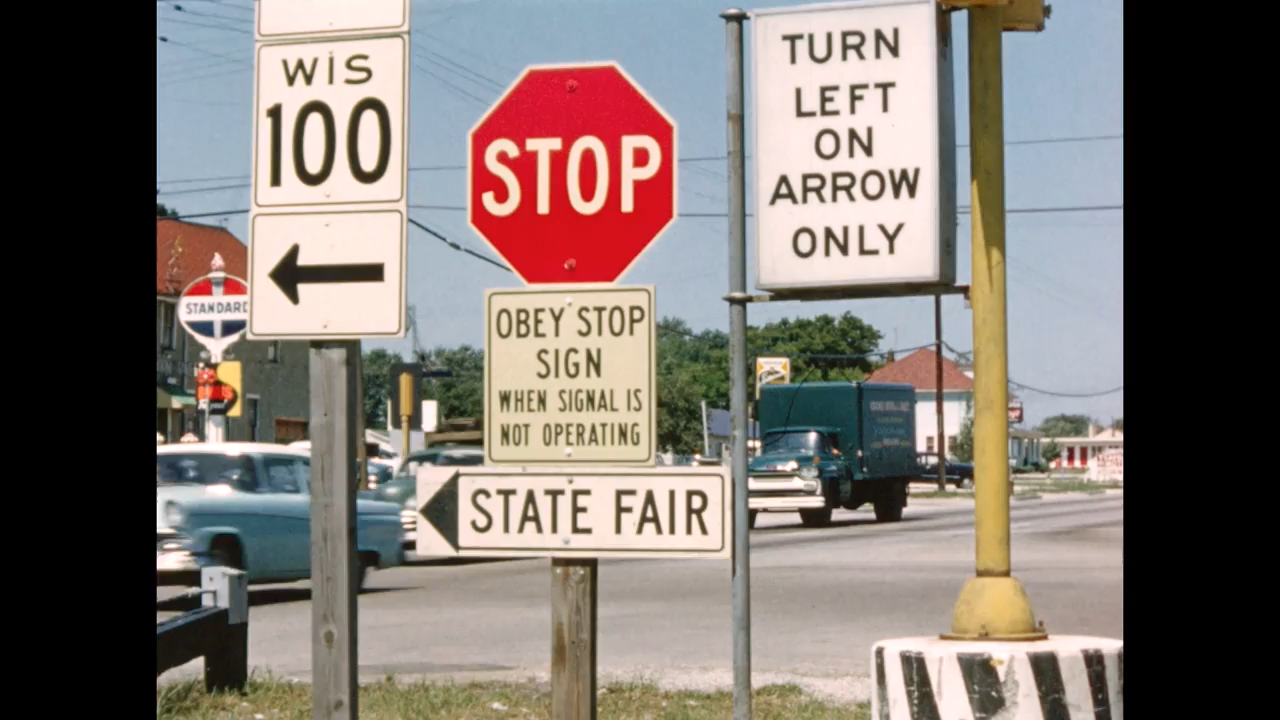 WIS
100
STOP
OBEY STOP
SIGN
WHEN SIGNAL IS
NOT OPERATING
STATE FAIR
TURN
LEFT
ON
ARROW
ONLY
STANDARD